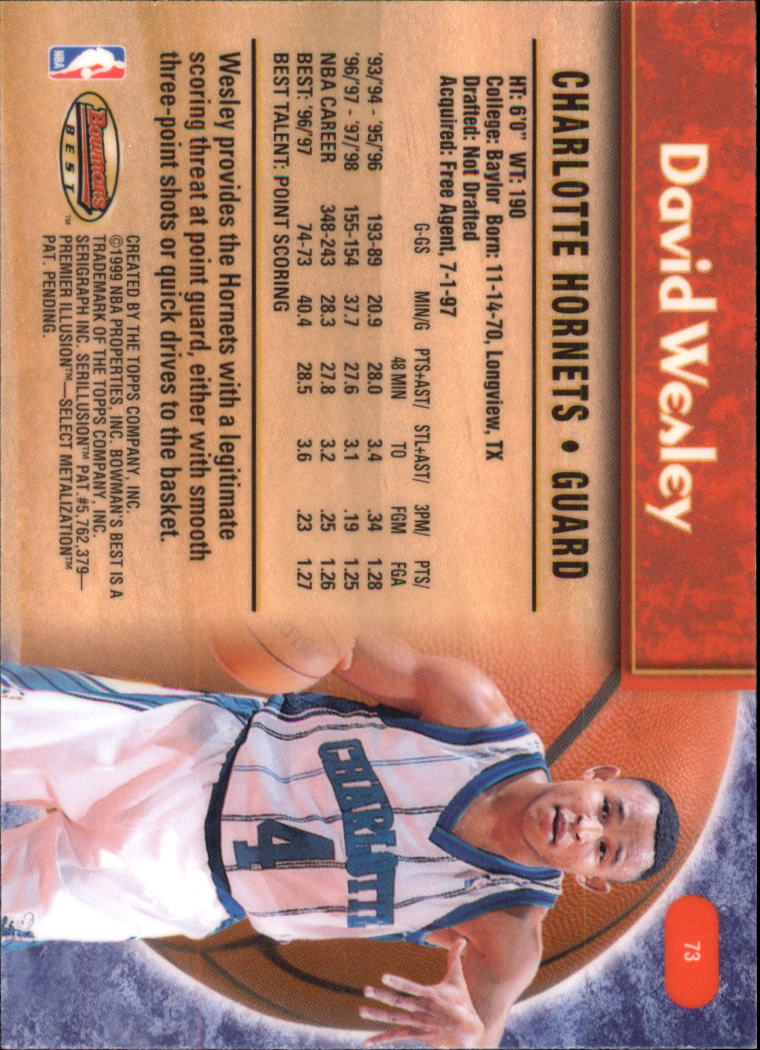 David Wesley
73
CHARLOTTE HORNETS • GUARD
HT: 6'0" WT: 190
College: Baylor Born: 11-14-70, Longview, TX
Drafted: Not Drafted
Acquired: Free Agent, 7-1-97
G-GS MIN/G PTS+AST/ 48 MIN STL+AST/ TO 3PM/ FGM PTS/ FGA
'93/'94 - '95/'96 193-89 20.9 28.0 3.4 .34 1.28
'96/'97 - '97/'98 155-154 37.7 27.6 3.1 .19 1.25
NBA CAREER 348-243 28.3 27.8 3.2 .25 1.26
BEST: '96/'97 74-73 40.4 28.5 3.6 .23 1.27
BEST TALENT: POINT SCORING
Wesley provides the Hornets with a legitimate
scoring threat at point guard, either with smooth
three-point shots or quick drives to the basket.
NBA
Bowman's
BEST™
CREATED BY THE TOPPS COMPANY, INC.
©1999 NBA PROPERTIES, INC. BOWMAN'S BEST IS A
TRADEMARK OF THE TOPPS COMPANY, INC.
SERIGRAPH INC. SERILLUSION™ PAT. #5,762,379—
PREMIER ILLUSION™—SELECT METALIZATION™
PAT. PENDING.
CHARLOTTE
4